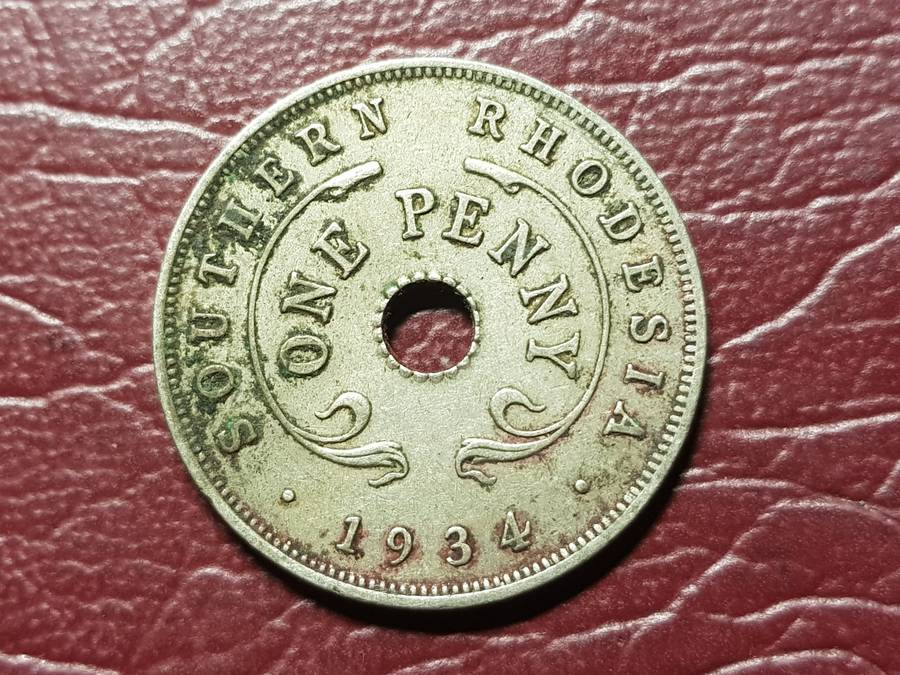 SOUTHERN RHODESIA
ONE PENNY
1934